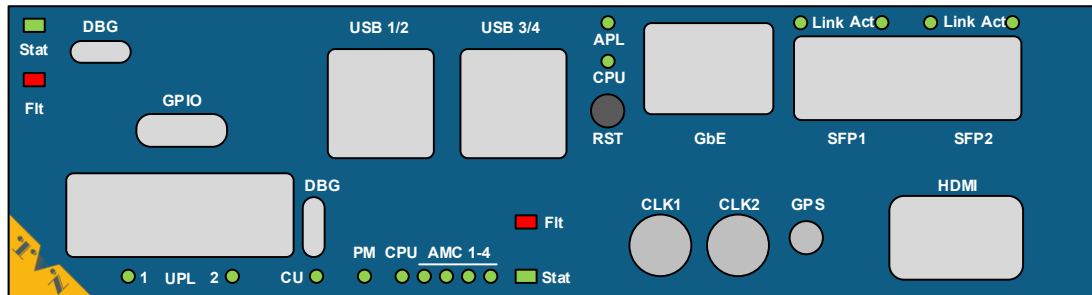 DBG
USB 1/2
USB 3/4
Link Act
Link Act
Stat
APL
CPU
Flt
GPIO
RST
GbE
SFP1
SFP2
DBG
HDMI
CLK1
CLK2
GPS
Flt
PM CPU AMC 1-4
1 UPL 2
CU
Stat